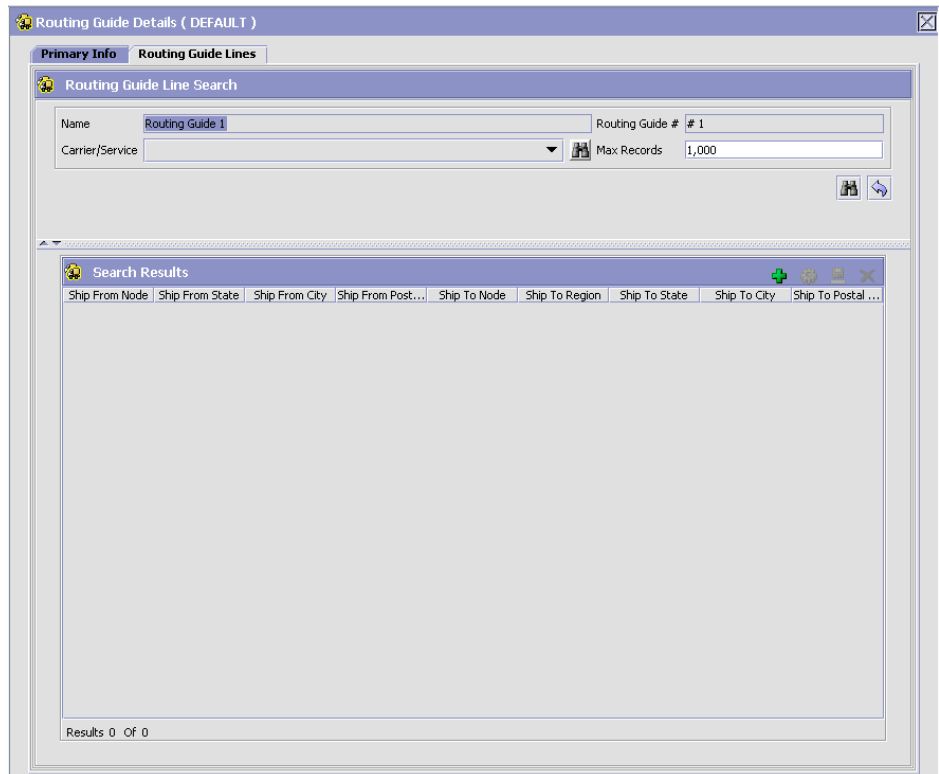 Routing Guide Details ( DEFAULT )
Primary Info Routing Guide Lines
Routing Guide Line Search
Name Routing Guide 1 Routing Guide # # 1
Carrier/Service Max Records 1,000
Search Results
Ship From Node Ship From State Ship From City Ship From Post... Ship To Node Ship To Region Ship To State Ship To City Ship To Postal ...
Results 0 Of 0